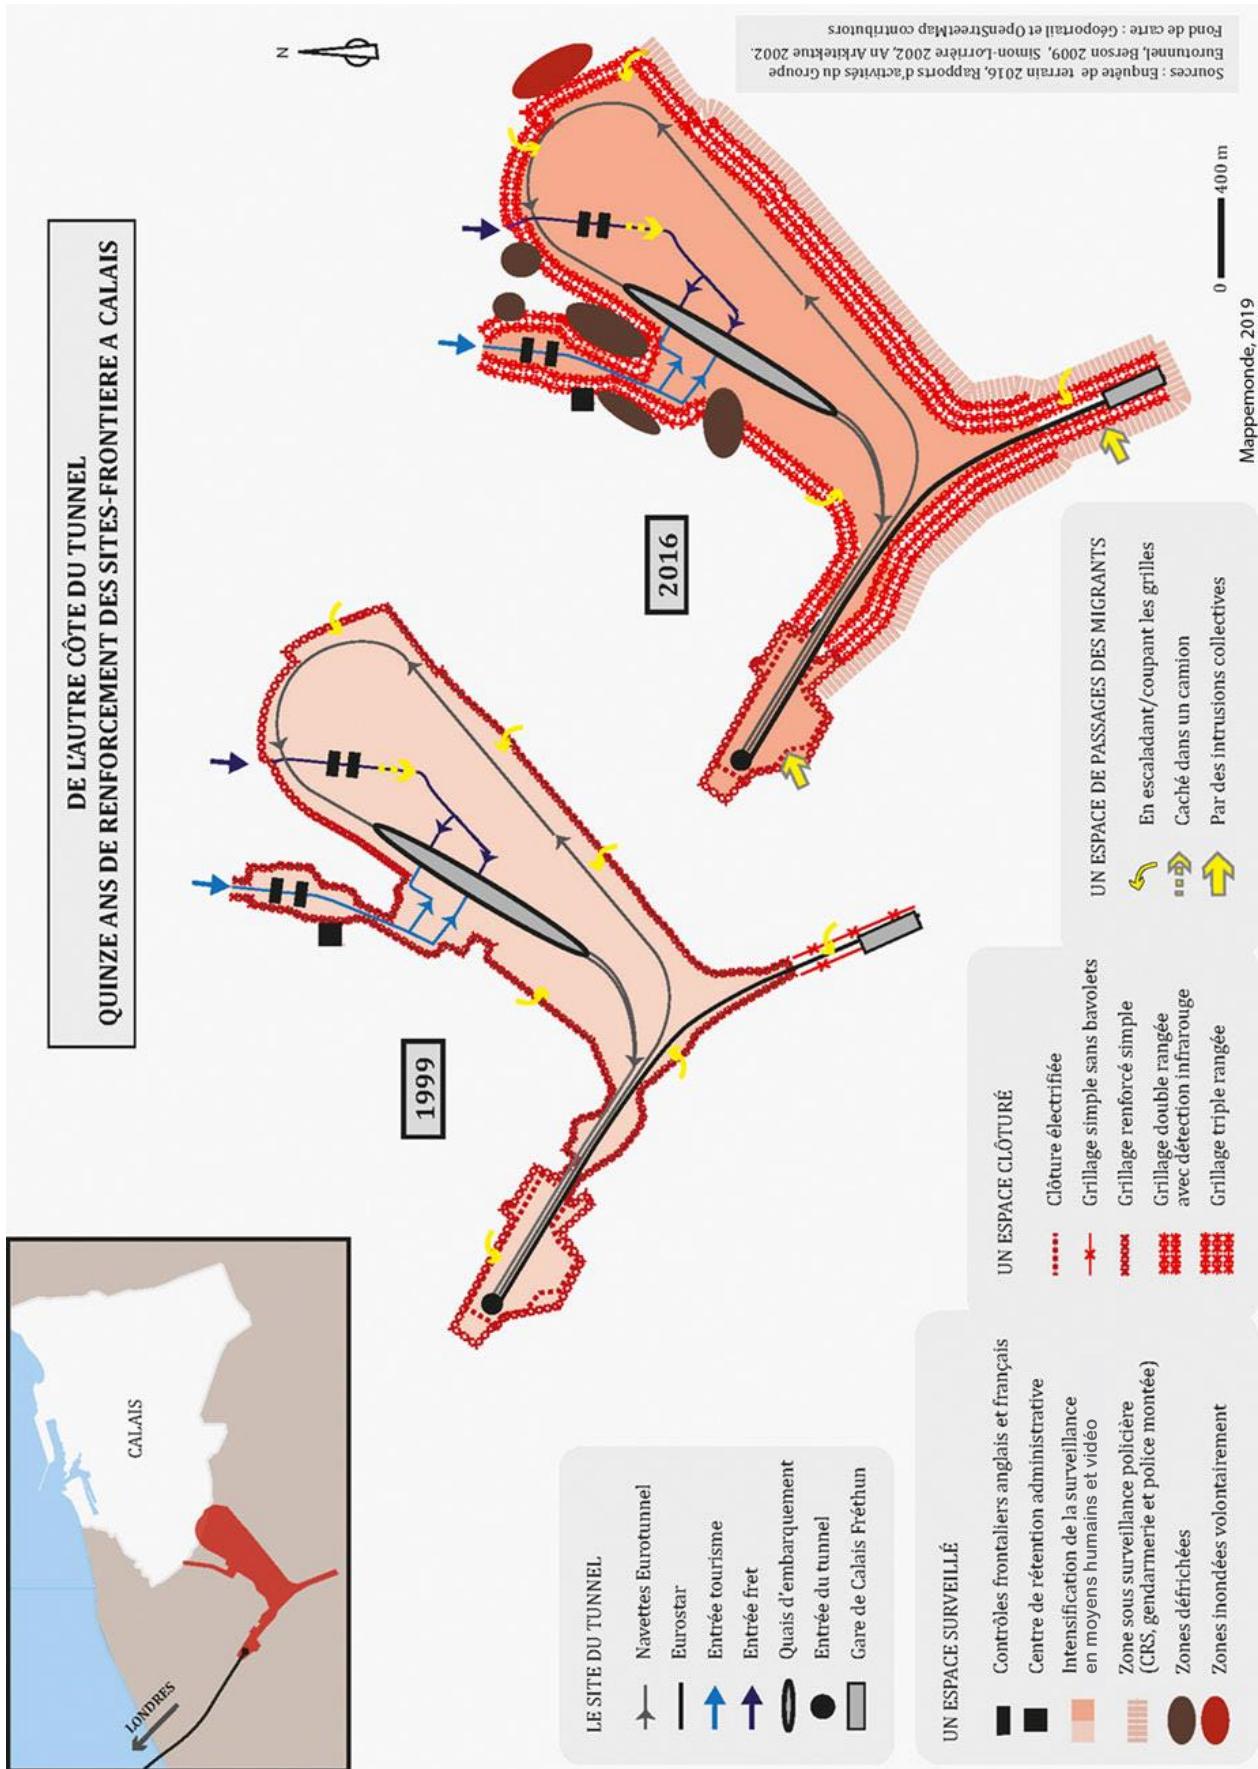 DE L'AUTRE CÔTE DU TUNNEL
QUINZE ANS DE RENFORCEMENT DES SITES-FRONTIERE A CALAIS
CALAIS
LONDRES
1999
2016
N
LE SITE DU TUNNEL
Navettes Eurotunnel
Eurostar
Entrée tourisme
Entrée fret
Quais d'embarquement
Entrée du tunnel
Gare de Calais Fréthun
UN ESPACE SURVEILLÉ
Contrôles frontaliers anglais et français
Centre de rétention administrative
Intensification de la surveillance
en moyens humains et vidéo
Zone sous surveillance policière
(CRS, gendarmerie et police montée)
Zones défrichées
Zones inondées volontairement
UN ESPACE CLÔTURÉ
Clôture électrifiée
Grillage simple sans bavolets
Grillage renforcé simple
Grillage double rangée
avec détection infrarouge
Grillage triple rangée
UN ESPACE DE PASSAGES DES MIGRANTS
En escaladant/coupant les grilles
Caché dans un camion
Par des intrusions collectives
0 400 m
Mappemonde, 2019
Sources : Enquête de terrain 2016, Rapports d'activités du Groupe
Eurotunnel, Berson 2009, Simon-Lorrière 2002, An Arkitektue 2002.
Fond de carte : Géoportail et OpenStreetMap contributors